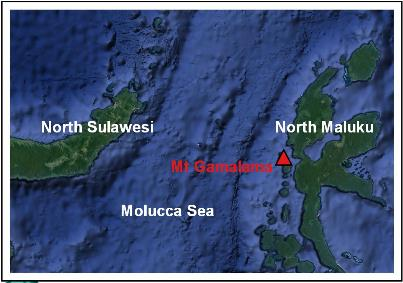 North Sulawesi
North Maluku
Mt Gamalama
Molucca Sea